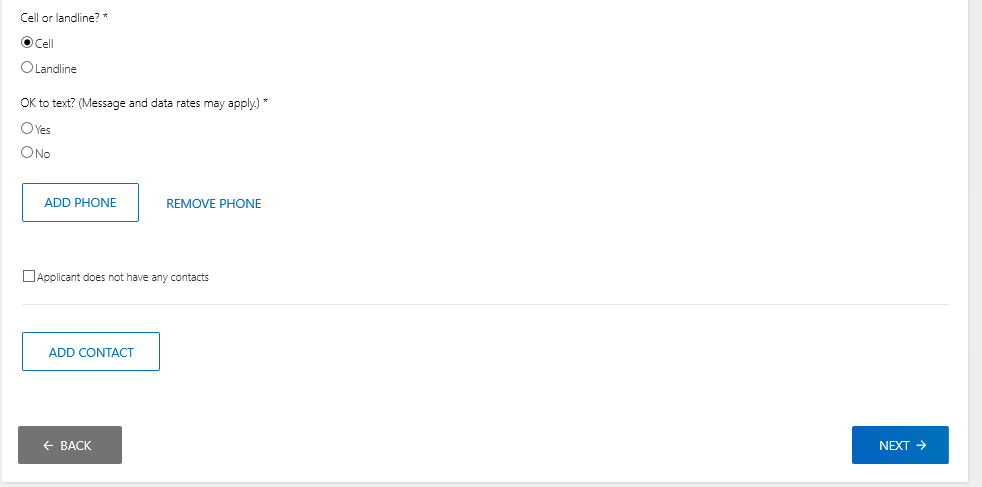 Cell or landline? *
Cell
Landline
OK to text? (Message and data rates may apply.) *
Yes
No
ADD PHONE REMOVE PHONE
Applicant does not have any contacts
ADD CONTACT
← BACK NEXT →